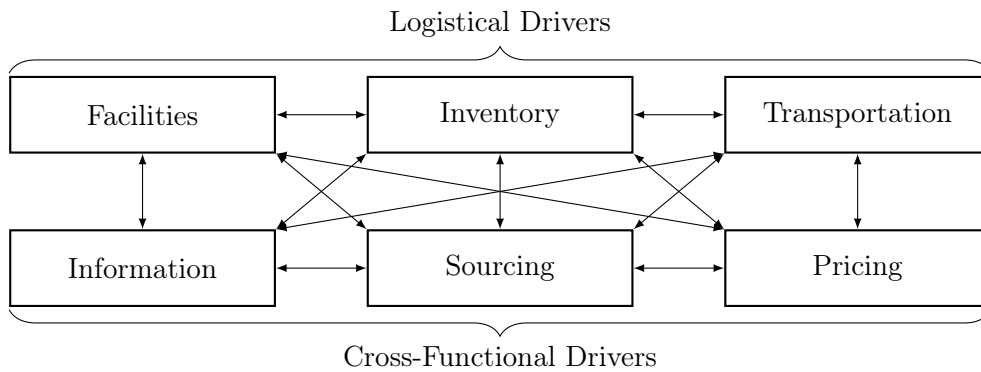 Logistical Drivers
Facilities
Inventory
Transportation
Information
Sourcing
Pricing
Cross-Functional Drivers